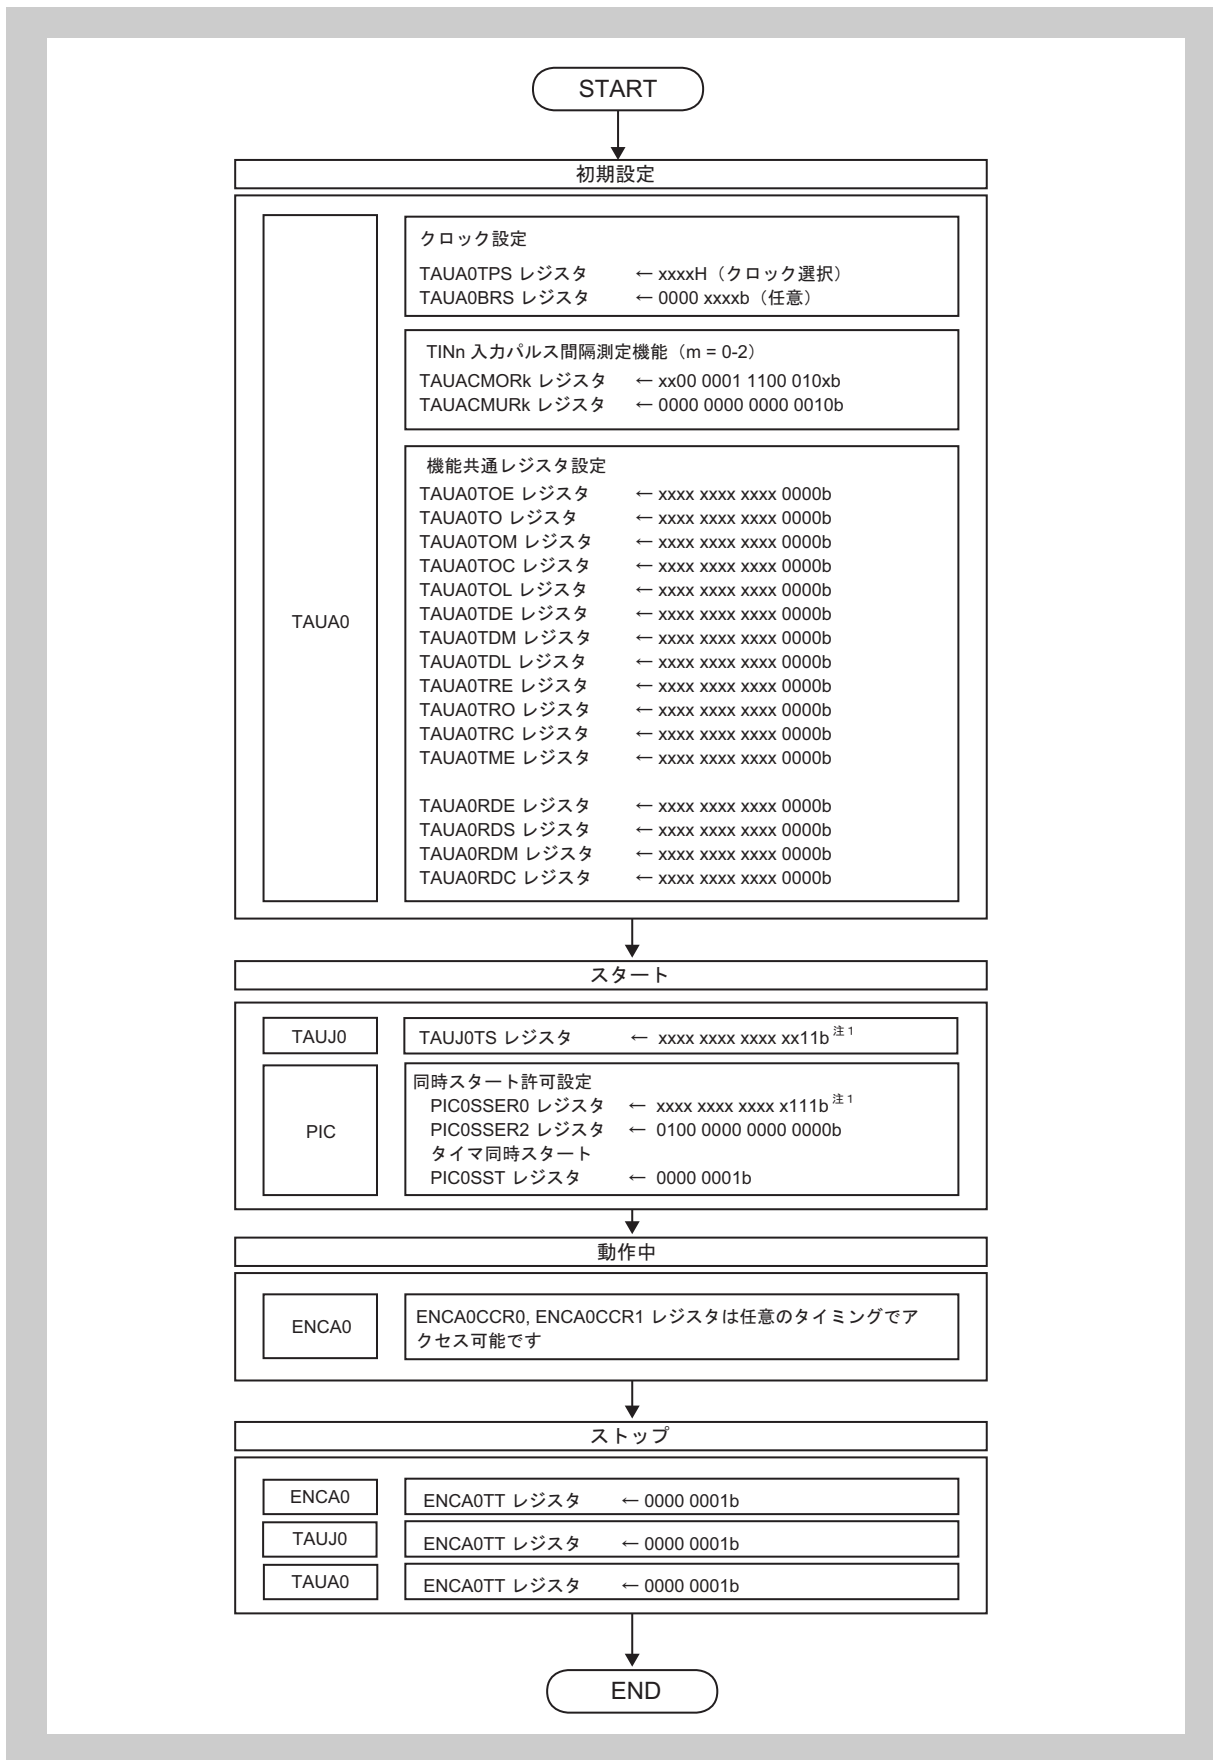 START
初期設定
TAUA0
クロック設定
TAUA0TPS レジスタ ← xxxxH（クロック選択）
TAUA0BRS レジスタ ← 0000 xxxxb（任意）
TINn 入力パルス間隔測定機能（m = 0-2）
TAUACMORk レジスタ ← xx00 0001 1100 010xb
TAUACMURk レジスタ ← 0000 0000 0000 0010b
機能共通レジスタ設定
TAUA0TOE レジスタ ← xxxx xxxx xxxx 0000b
TAUA0TO レジスタ ← xxxx xxxx xxxx 0000b
TAUA0TOM レジスタ ← xxxx xxxx xxxx 0000b
TAUA0TOC レジスタ ← xxxx xxxx xxxx 0000b
TAUA0TOL レジスタ ← xxxx xxxx xxxx 0000b
TAUA0TDE レジスタ ← xxxx xxxx xxxx 0000b
TAUA0TDM レジスタ ← xxxx xxxx xxxx 0000b
TAUA0TDL レジスタ ← xxxx xxxx xxxx 0000b
TAUA0TRE レジスタ ← xxxx xxxx xxxx 0000b
TAUA0TRO レジスタ ← xxxx xxxx xxxx 0000b
TAUA0TRC レジスタ ← xxxx xxxx xxxx 0000b
TAUA0TME レジスタ ← xxxx xxxx xxxx 0000b
TAUA0RDE レジスタ ← xxxx xxxx xxxx 0000b
TAUA0RDS レジスタ ← xxxx xxxx xxxx 0000b
TAUA0RDM レジスタ ← xxxx xxxx xxxx 0000b
TAUA0RDC レジスタ ← xxxx xxxx xxxx 0000b
スタート
TAUJ0
TAUJ0TS レジスタ ← xxxx xxxx xxxx xx11b 注1
PIC
同時スタート許可設定
PIC0SSER0 レジスタ ← xxxx xxxx xxxx x111b 注1
PIC0SSER2 レジスタ ← 0100 0000 0000 0000b
タイマ同時スタート
PIC0SST レジスタ ← 0000 0001b
動作中
ENCA0
ENCA0CCR0, ENCA0CCR1 レジスタは任意のタイミングでア
クセス可能です
ストップ
ENCA0
ENCA0TT レジスタ ← 0000 0001b
TAUJ0
ENCA0TT レジスタ ← 0000 0001b
TAUA0
ENCA0TT レジスタ ← 0000 0001b
END